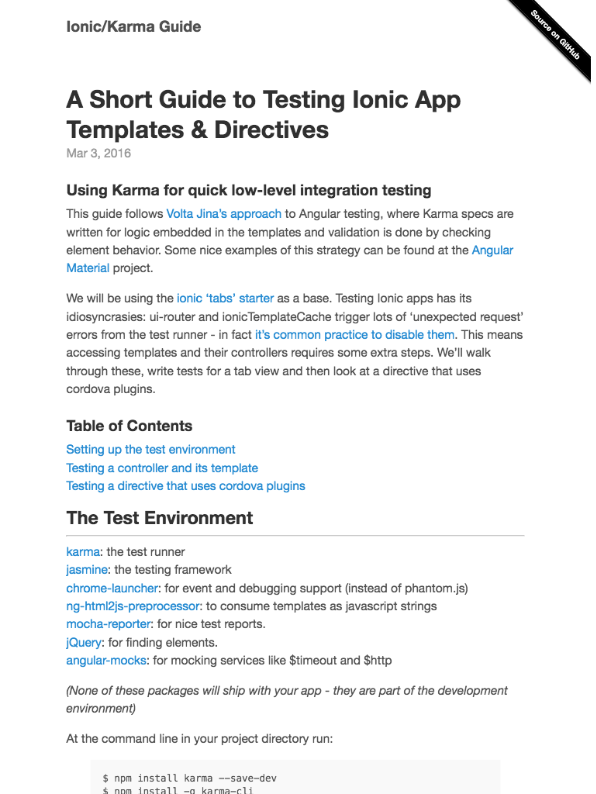 Ionic/Karma Guide
Source on GitHub
A Short Guide to Testing Ionic App
Templates & Directives
Mar 3, 2016
Using Karma for quick low-level integration testing
This guide follows Volta Jina's approach to Angular testing, where Karma specs are
written for logic embedded in the templates and validation is done by checking
element behavior. Some nice examples of this strategy can be found at the Angular
Material project.
We will be using the ionic ‘tabs’ starter as a base. Testing Ionic apps has its
idiosyncrasies: ui-router and ionicTemplateCache trigger lots of ‘unexpected request’
errors from the test runner - in fact it’s common practice to disable them. This means
accessing templates and their controllers requires some extra steps. We’ll walk
through these, write tests for a tab view and then look at a directive that uses
cordova plugins.
Table of Contents
Setting up the test environment
Testing a controller and its template
Testing a directive that uses cordova plugins
The Test Environment
karma: the test runner
jasmine: the testing framework
chrome-launcher: for event and debugging support (instead of phantom.js)
ng-html2js-preprocessor: to consume templates as javascript strings
mocha-reporter: for nice test reports.
jQuery: for finding elements.
angular-mocks: for mocking services like $timeout and $http
(None of these packages will ship with your app - they are part of the development
environment)
At the command line in your project directory run:
$ npm install karma --save-dev
$ npm install -g karma-cli